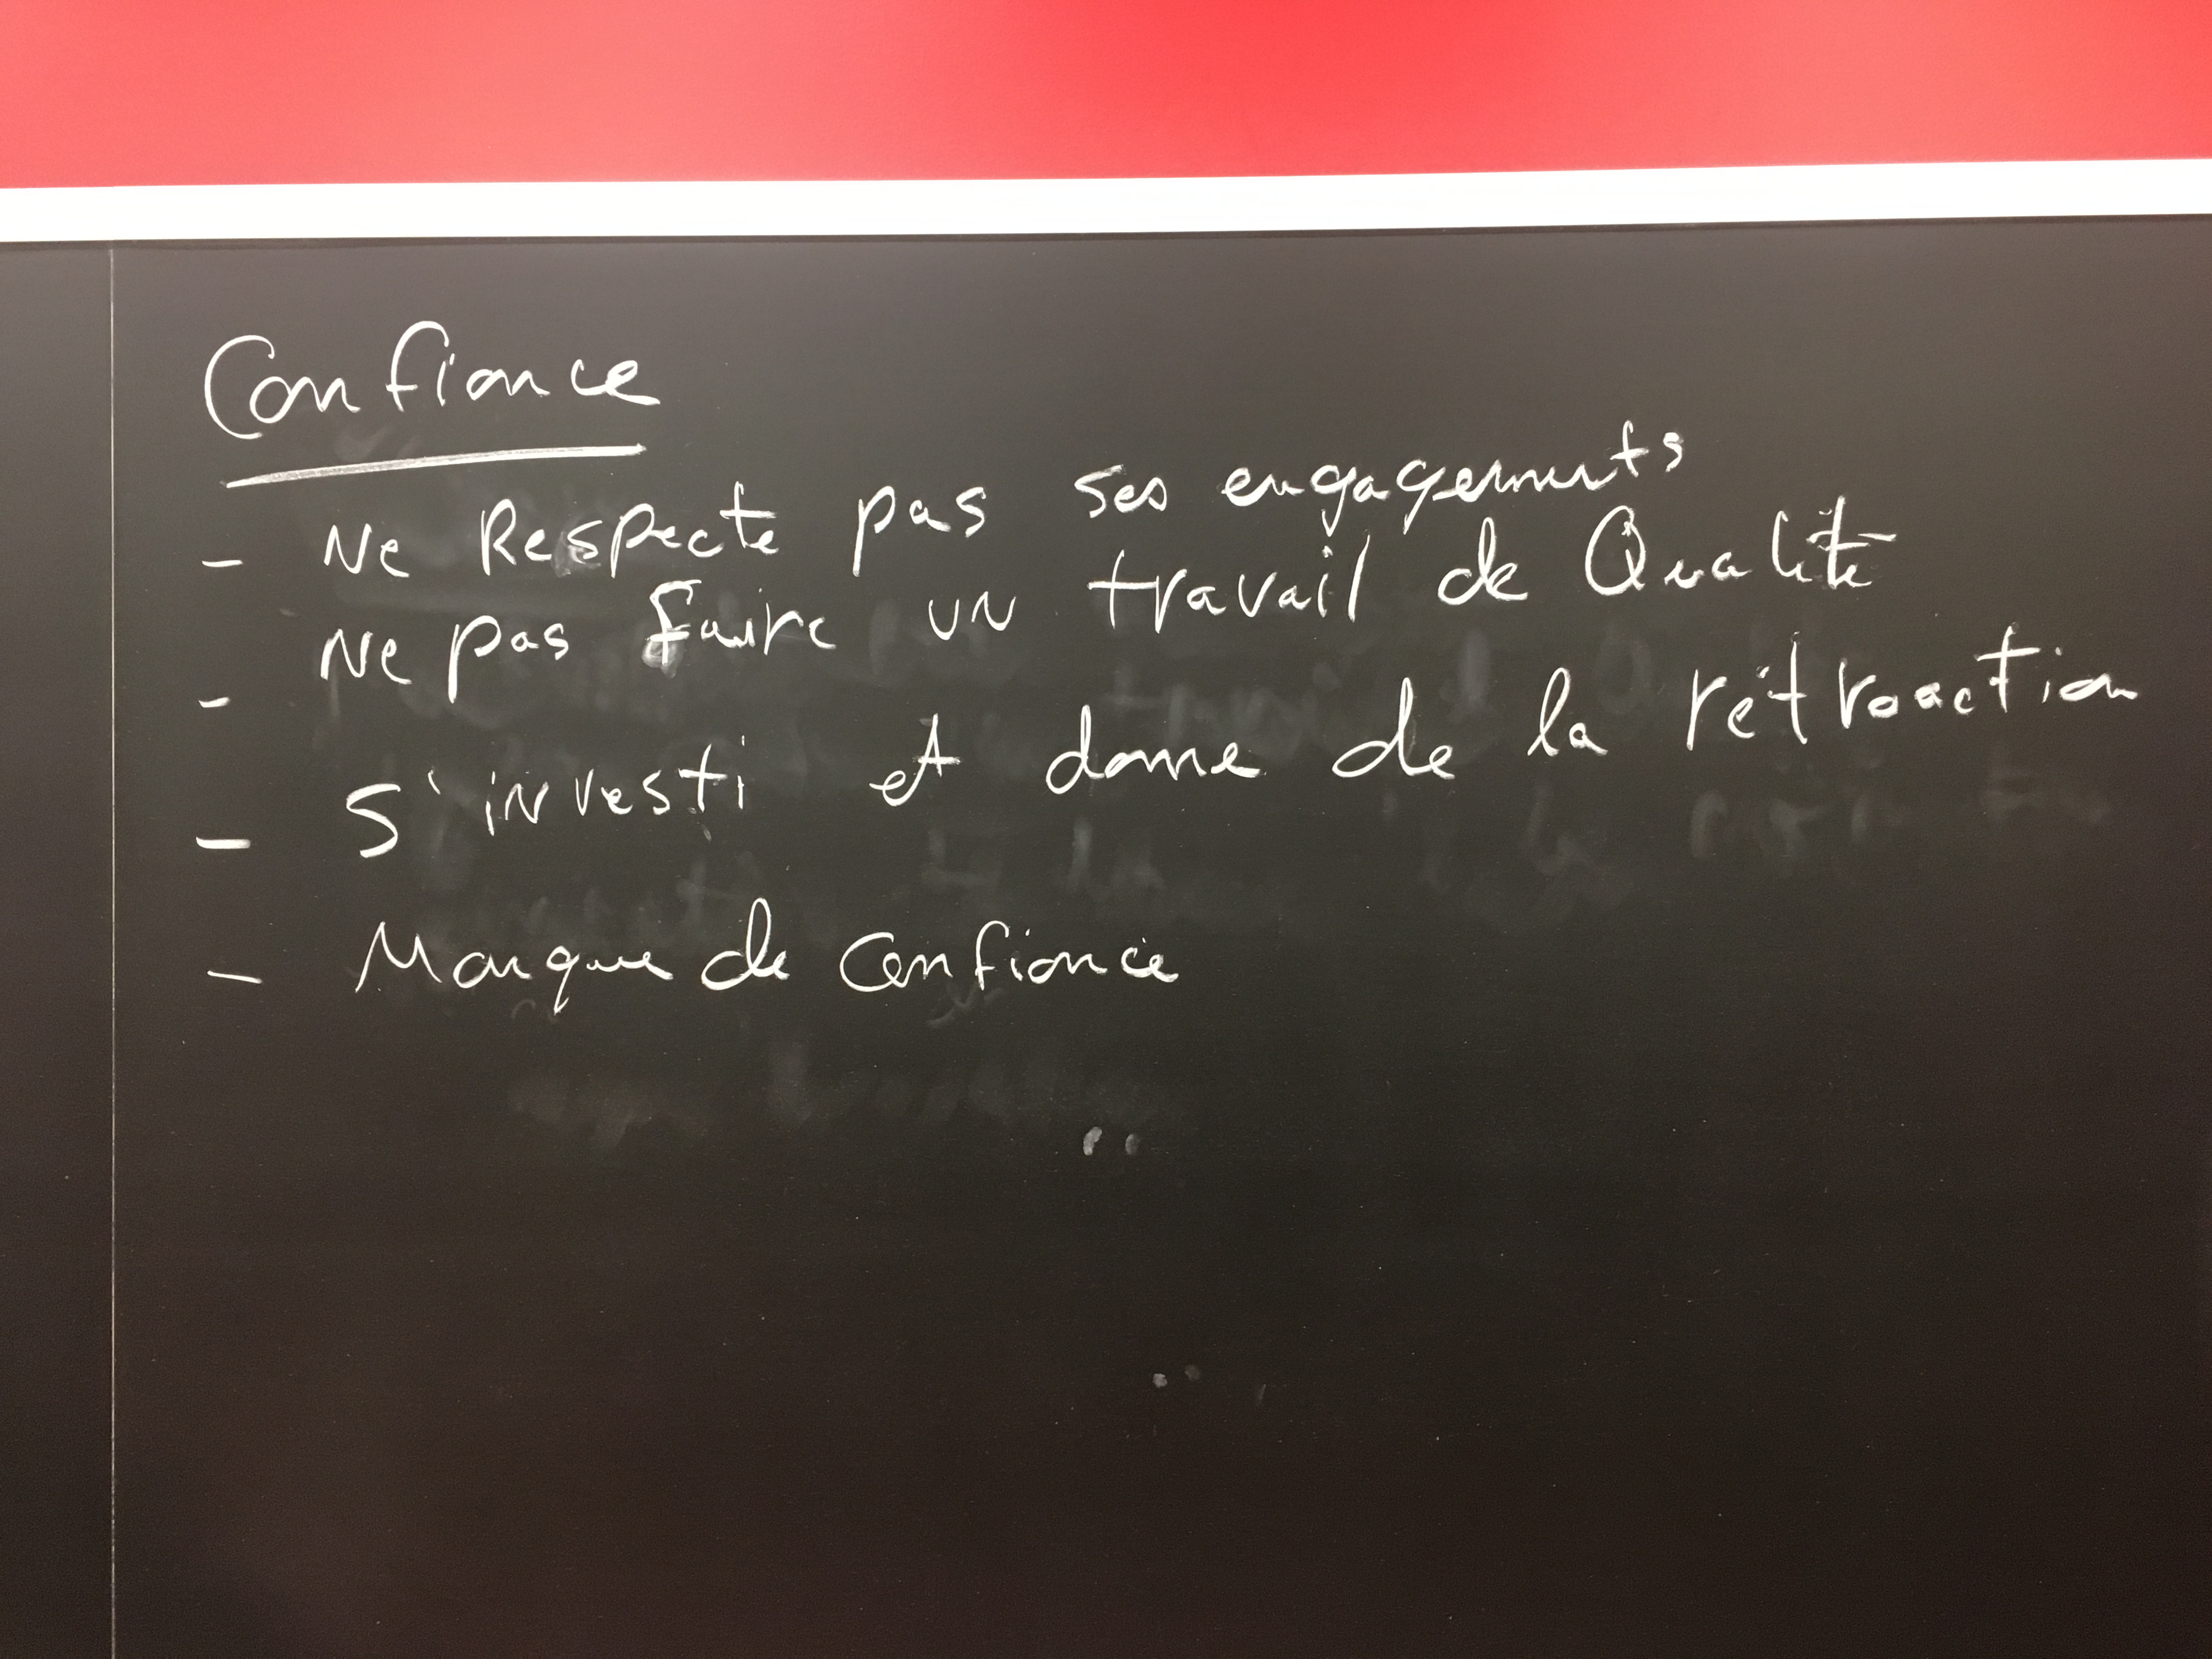 Confiance
- Ne Respecte pas ses engagements
- Ne pas faire un travail de Qualité
- S'investi et donne de la rétroaction
- Manque de confiance